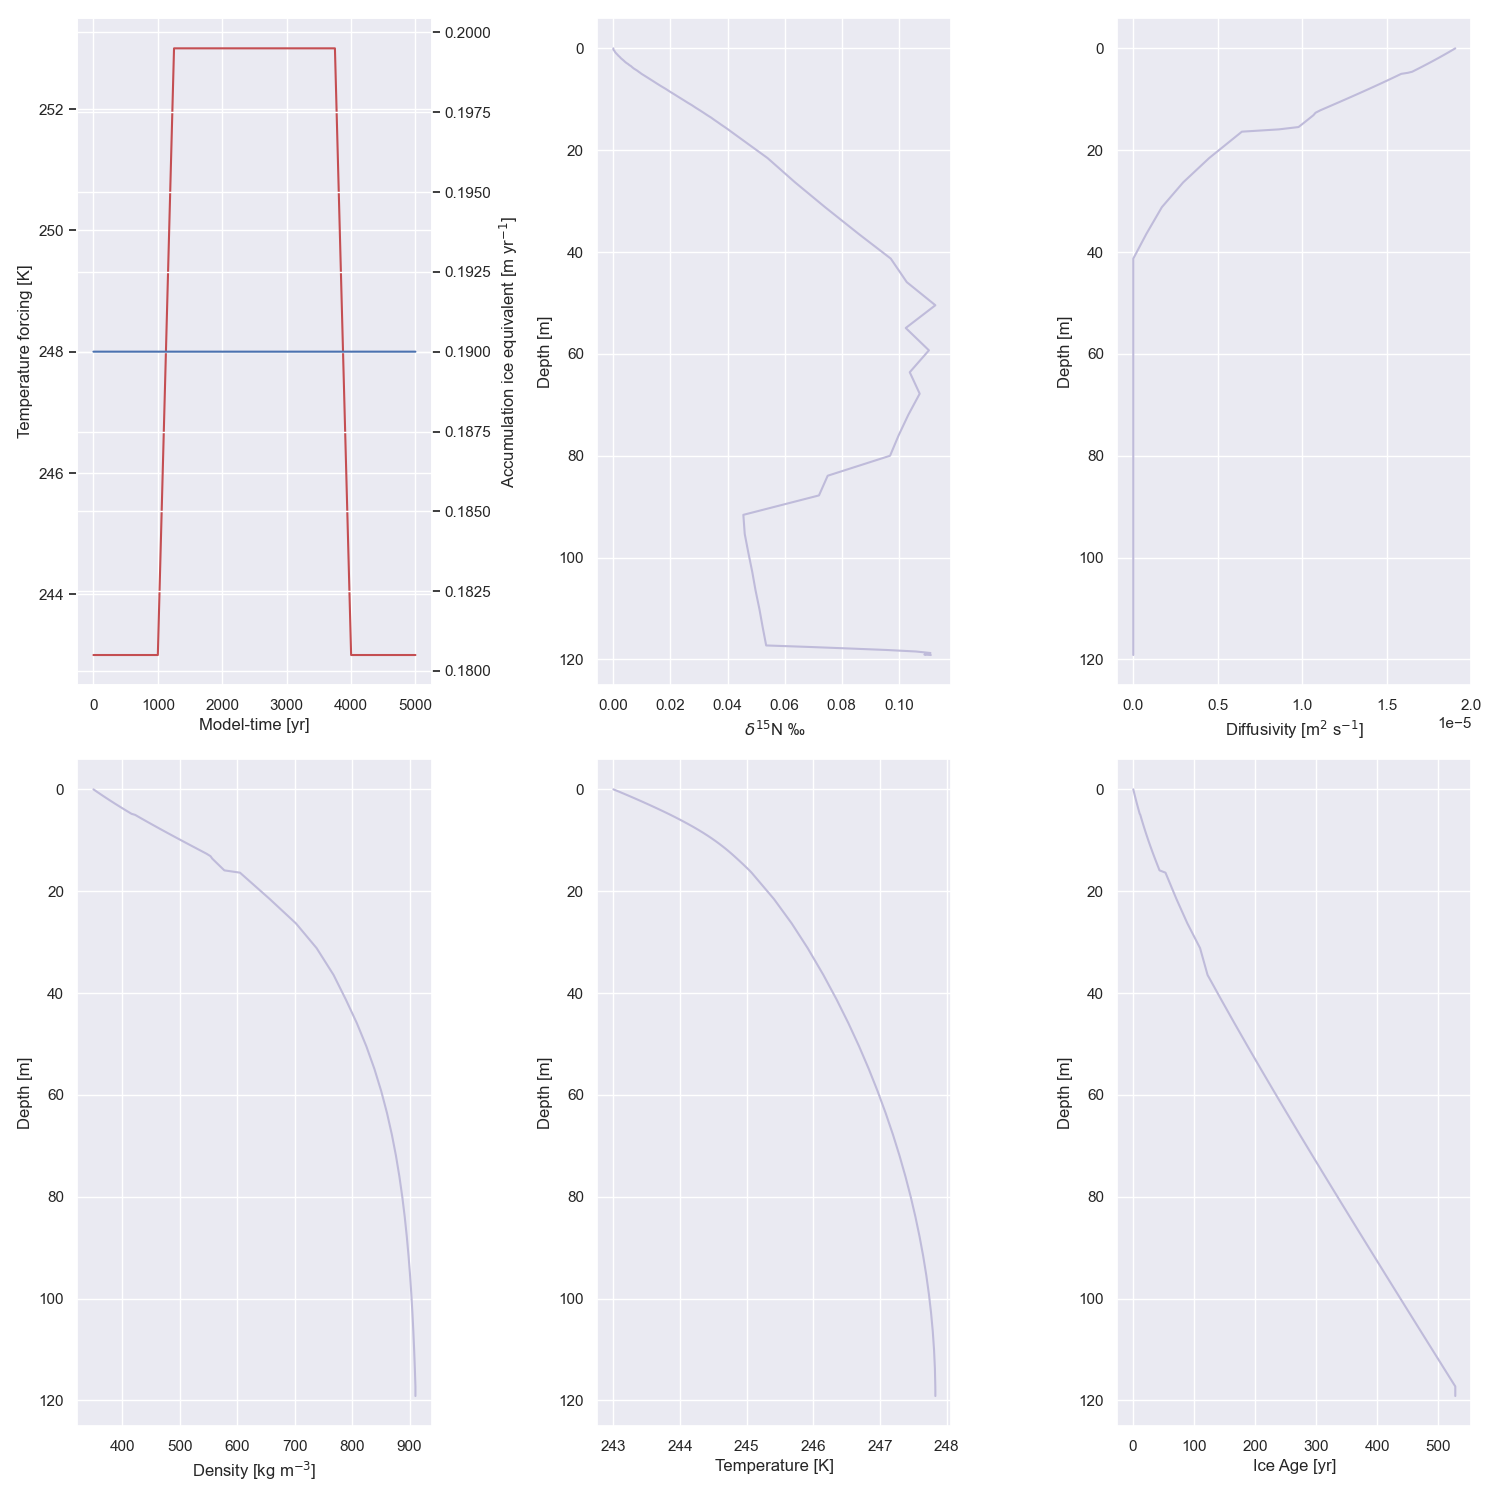 252
250
248
246
244
Temperature forcing [K]
0 1000 2000 3000 4000 5000
Model-time [yr]
0.2000
0.1975
0.1950
0.1925
0.1900
0.1875
0.1850
0.1825
0.1800
Accumulation ice equivalent [m yr⁻¹]
0
20
40
60
80
100
120
Depth [m]
0.00 0.02 0.04 0.06 0.08 0.10
δ¹⁵N ‰
0
20
40
60
80
100
120
Depth [m]
0.0 0.5 1.0 1.5 2.0
1e−5
Diffusivity [m² s⁻¹]
0
20
40
60
80
100
120
Depth [m]
400 500 600 700 800 900
Density [kg m⁻³]
0
20
40
60
80
100
120
Depth [m]
243 244 245 246 247 248
Temperature [K]
0
20
40
60
80
100
120
Depth [m]
0 100 200 300 400 500
Ice Age [yr]